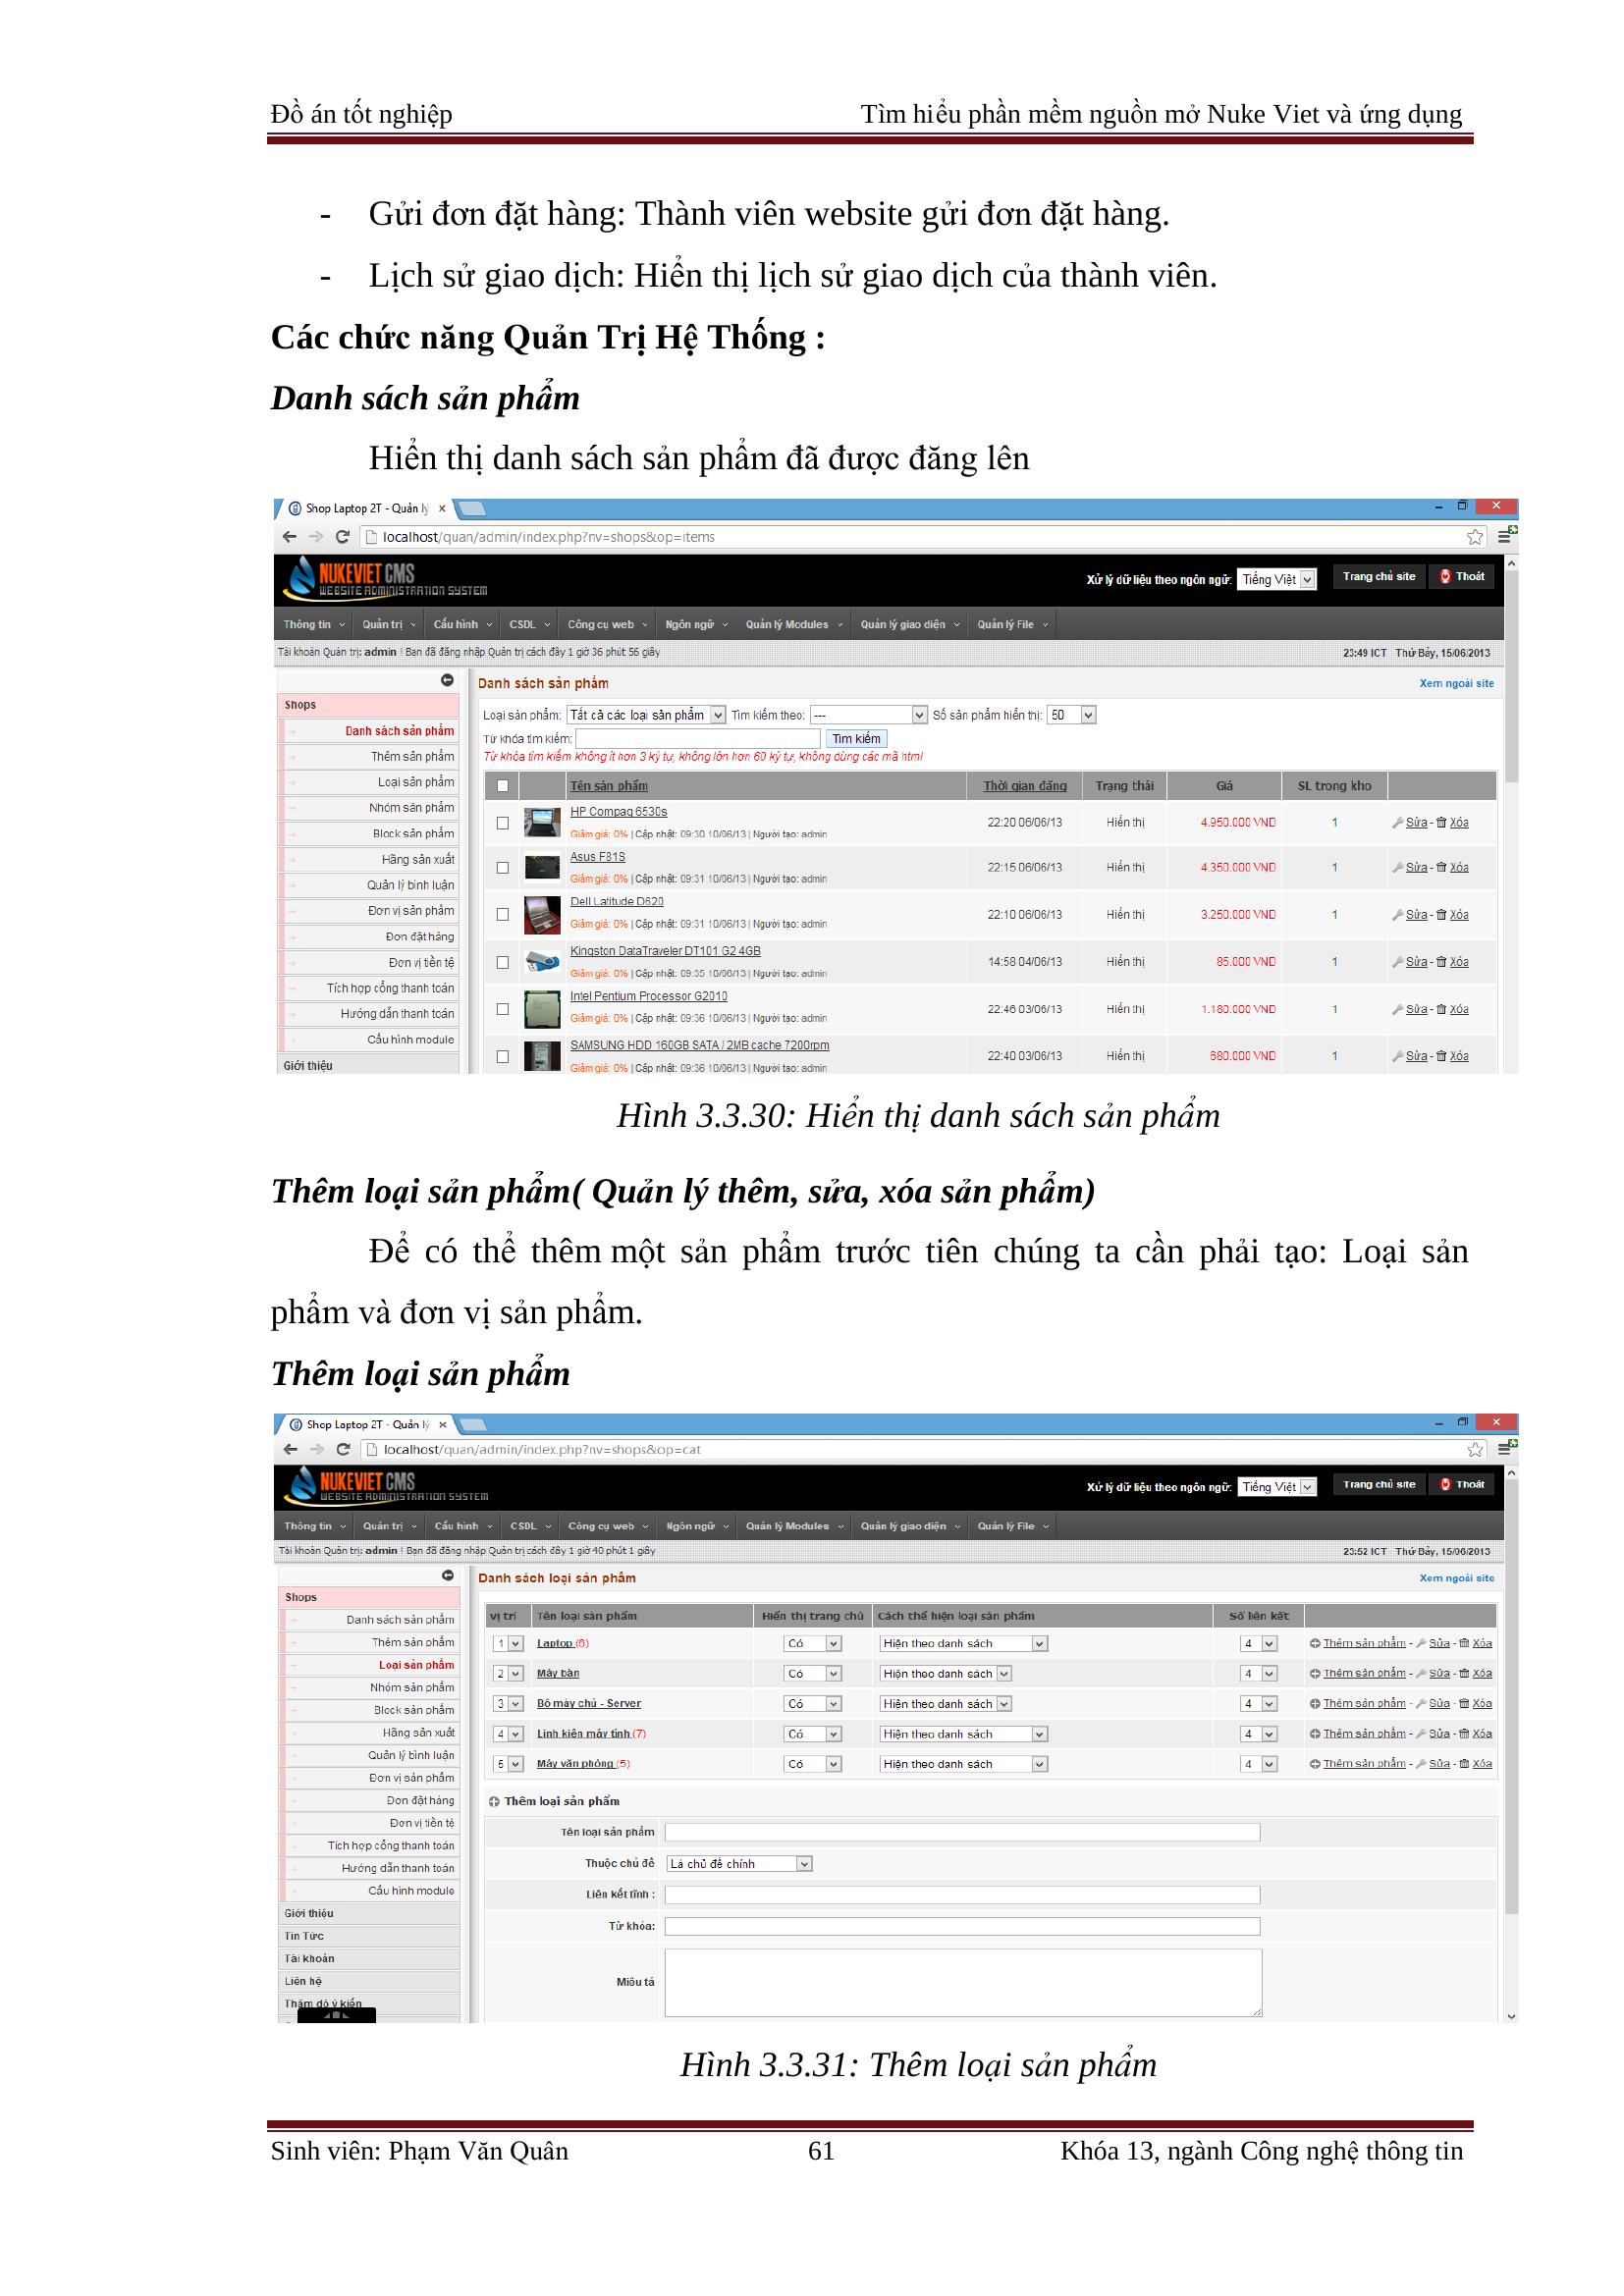 Đồ án tốt nghiệp Tìm hiểu phần mềm nguồn mở Nuke Viet và ứng dụng
- Gửi đơn đặt hàng: Thành viên website gửi đơn đặt hàng.
- Lịch sử giao dịch: Hiển thị lịch sử giao dịch của thành viên.
Các chức năng Quản Trị Hệ Thống :
Danh sách sản phẩm
Hiển thị danh sách sản phẩm đã được đăng lên
Shop Laptop 2T - Quản lý
localhost/quan/admin/index.php?nv=shops&op=items
NUKEVIET CMS
WEBSITE ADMINISTRATION SYSTEM
Xử lý dữ liệu theo ngôn ngữ: Tiếng Việt Trang chủ site Thoát
Thông tin Quản trị Cấu hình CSDL Công cụ web Ngôn ngữ Quản lý Modules Quản lý giao diện Quản lý File
Tài khoản Quản trị: admin ! Bạn đã đăng nhập Quản trị cách đây 1 giờ 36 phút 56 giây 23:49 ICT Thứ Bảy, 15/06/2013
Shops
Danh sách sản phẩm
Thêm sản phẩm
Loại sản phẩm
Nhóm sản phẩm
Block sản phẩm
Hãng sản xuất
Quản lý bình luận
Đơn vị sản phẩm
Đơn đặt hàng
Đơn vị tiền tệ
Tích hợp cổng thanh toán
Hướng dẫn thanh toán
Cấu hình module
Giới thiệu
Danh sách sản phẩm Xem ngoài site
Loại sản phẩm: Tất cả các loại sản phẩm Tìm kiếm theo: --- Số sản phẩm hiển thị: 50
Từ khóa tìm kiếm: Tìm kiếm
Từ khóa tìm kiếm không ít hơn 3 ký tự, không lớn hơn 60 ký tự, không dùng các mã html
Tên sản phẩm Thời gian đăng Trạng thái Giá SL trong kho
HP Compaq 6530s
Giảm giá: 0% | Cập nhật: 09:30 10/06/13 | Người tạo: admin 22:20 06/06/13 Hiển thị 4.950.000 VND 1 Sửa - Xóa
Asus F81S
Giảm giá: 0% | Cập nhật: 09:31 10/06/13 | Người tạo: admin 22:15 06/06/13 Hiển thị 4.350.000 VND 1 Sửa - Xóa
Dell Latitude D620
Giảm giá: 0% | Cập nhật: 09:31 10/06/13 | Người tạo: admin 22:10 06/06/13 Hiển thị 3.250.000 VND 1 Sửa - Xóa
Kingston DataTraveler DT101 G2 4GB
Giảm giá: 0% | Cập nhật: 09:35 10/06/13 | Người tạo: admin 14:58 04/06/13 Hiển thị 85.000 VND 1 Sửa - Xóa
Intel Pentium Processor G2010
Giảm giá: 0% | Cập nhật: 09:36 10/06/13 | Người tạo: admin 22:46 03/06/13 Hiển thị 1.180.000 VND 1 Sửa - Xóa
SAMSUNG HDD 160GB SATA / 2MB cache 7200rpm
Giảm giá: 0% | Cập nhật: 09:36 10/06/13 | Người tạo: admin 22:40 03/06/13 Hiển thị 680.000 VND 1 Sửa - Xóa
Hình 3.3.30: Hiển thị danh sách sản phẩm
Thêm loại sản phẩm( Quản lý thêm, sửa, xóa sản phẩm)
Để có thể thêm một sản phẩm trước tiên chúng ta cần phải tạo: Loại sản
phẩm và đơn vị sản phẩm.
Thêm loại sản phẩm
Shop Laptop 2T - Quản lý
localhost/quan/admin/index.php?nv=shops&op=cat
NUKEVIET CMS
WEBSITE ADMINISTRATION SYSTEM
Xử lý dữ liệu theo ngôn ngữ: Tiếng Việt Trang chủ site Thoát
Thông tin Quản trị Cấu hình CSDL Công cụ web Ngôn ngữ Quản lý Modules Quản lý giao diện Quản lý File
Tài khoản Quản trị: admin ! Bạn đã đăng nhập Quản trị cách đây 1 giờ 40 phút 1 giây 23:52 ICT Thứ Bảy, 15/06/2013
Shops
Danh sách sản phẩm
Thêm sản phẩm
Loại sản phẩm
Nhóm sản phẩm
Block sản phẩm
Hãng sản xuất
Quản lý bình luận
Đơn vị sản phẩm
Đơn đặt hàng
Đơn vị tiền tệ
Tích hợp cổng thanh toán
Hướng dẫn thanh toán
Cấu hình module
Giới thiệu
Tin Tức
Tài khoản
Liên hệ
Thăm dò ý kiến
Danh sách loại sản phẩm Xem ngoài site
vị trí Tên loại sản phẩm Hiển thị trang chủ Cách thể hiện loại sản phẩm Số liên kết
1 Laptop Có Hiện theo danh sách 4 Thêm sản phẩm - Sửa - Xóa
2 Máy bàn Có Hiện theo danh sách 4 Thêm sản phẩm - Sửa - Xóa
3 Bộ máy chủ - Server Có Hiện theo danh sách 4 Thêm sản phẩm - Sửa - Xóa
4 Linh kiện máy tính (7) Có Hiện theo danh sách 4 Thêm sản phẩm - Sửa - Xóa
5 Máy văn phòng (5) Có Hiện theo danh sách 4 Thêm sản phẩm - Sửa - Xóa
Thêm loại sản phẩm
Tên loại sản phẩm
Thuộc chủ đề Là chủ đề chính
Liên kết tĩnh :
Từ khóa:
Miêu tả
Hình 3.3.31: Thêm loại sản phẩm
Sinh viên: Phạm Văn Quân 61 Khóa 13, ngành Công nghệ thông tin